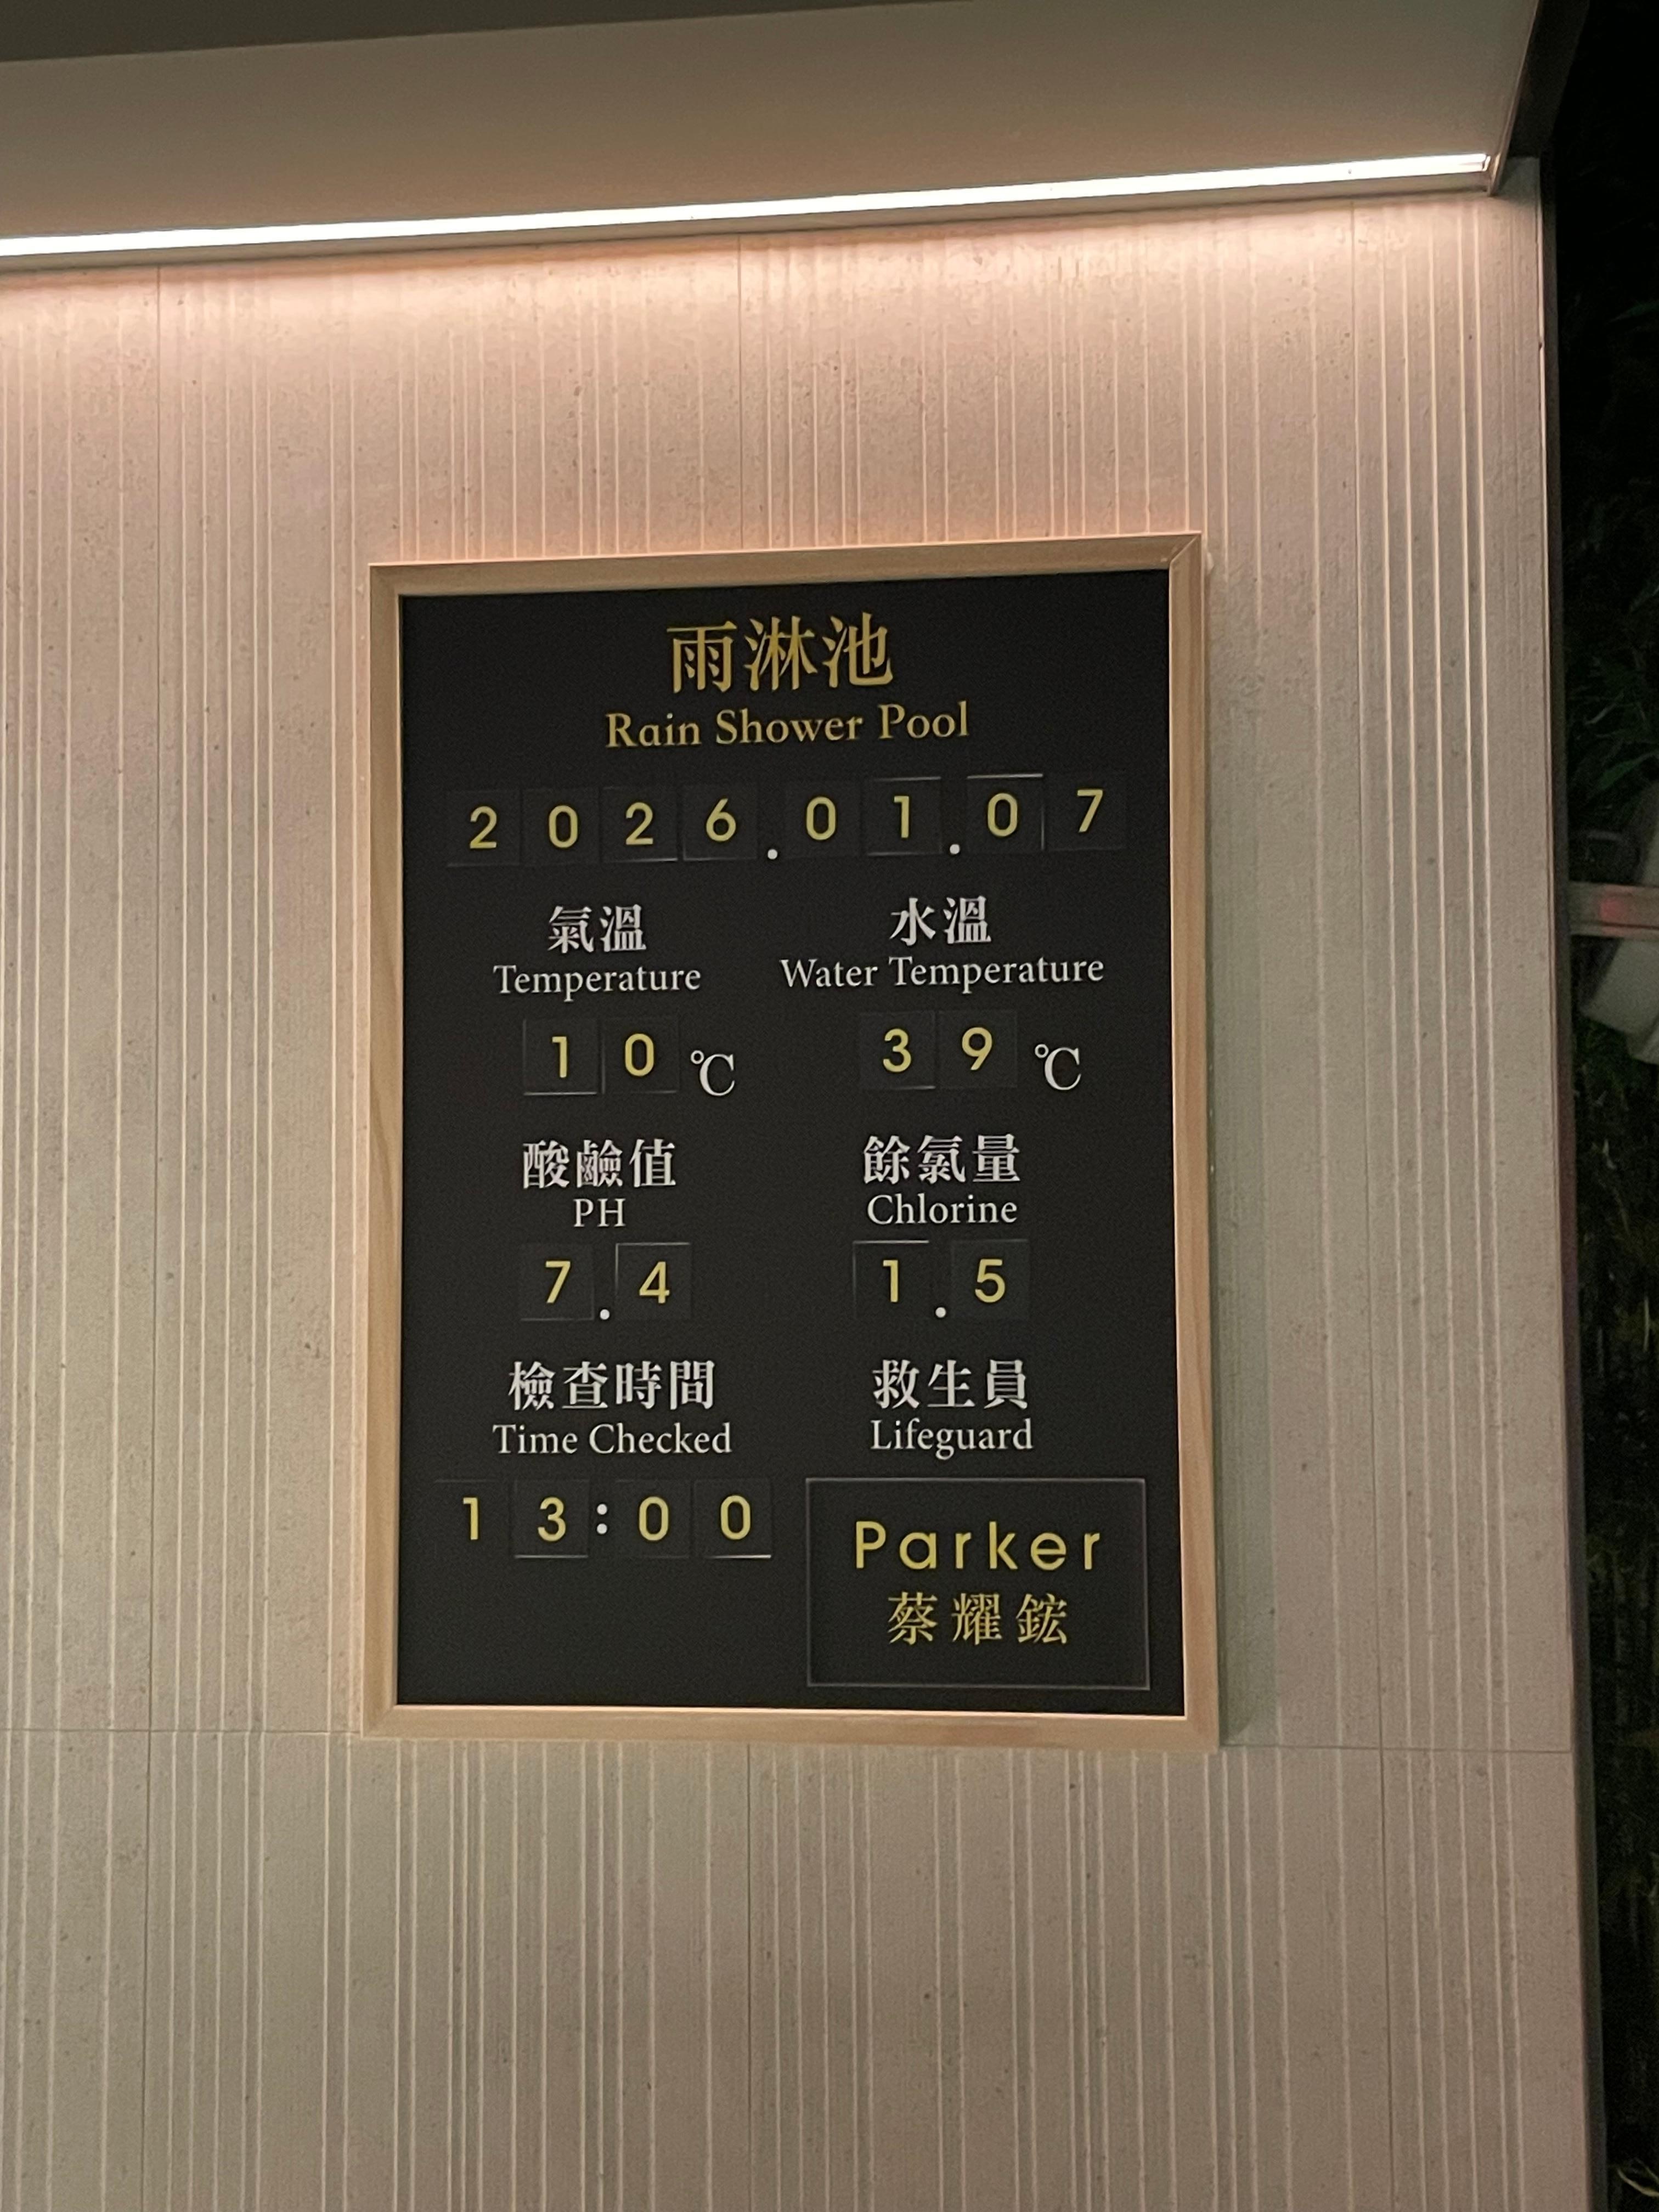 雨淋池
Rain Shower Pool
2026.01.07
氣溫 水溫
Temperature Water Temperature
10℃ 39℃
酸鹼值 餘氯量
PH Chlorine
7.4 1.5
檢查時間 救生員
Time Checked Lifeguard
13:00 Parker
蔡耀鋐